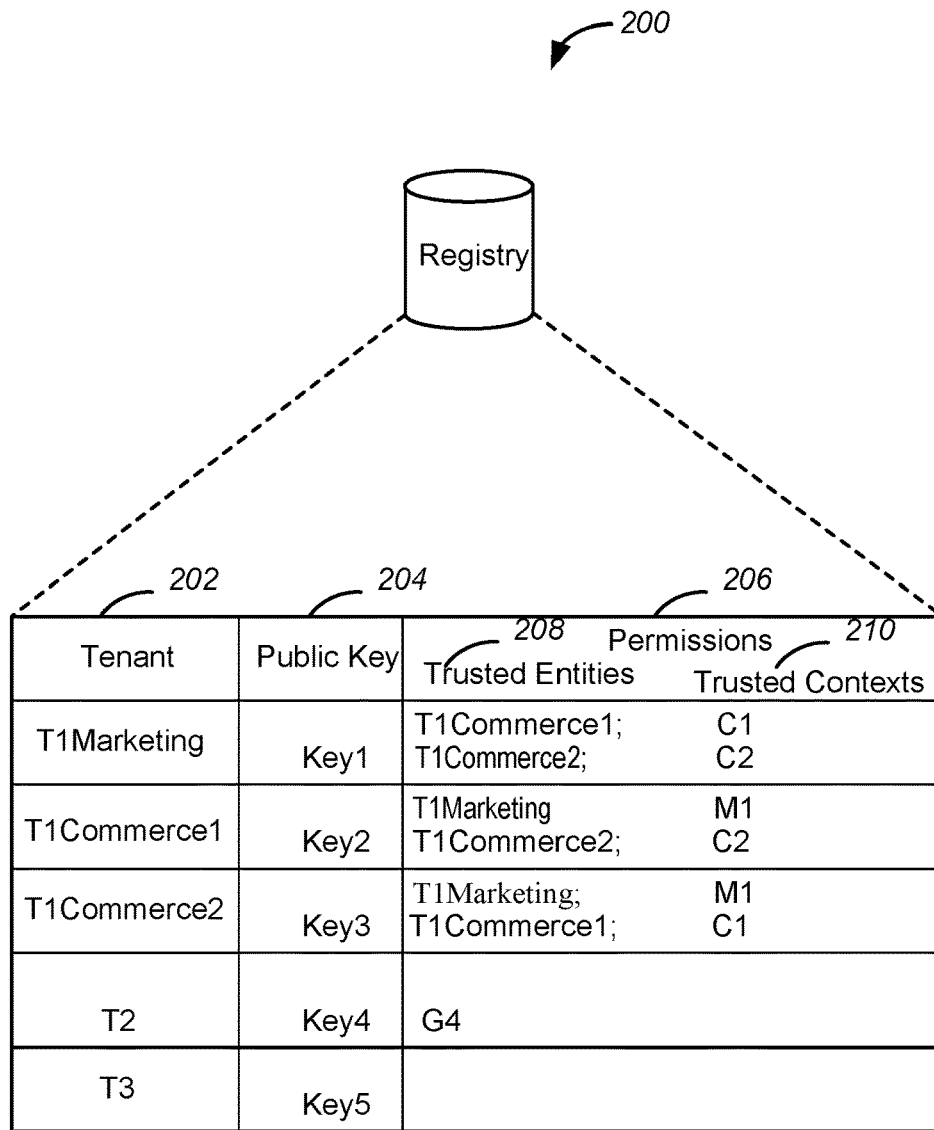 200
Registry
202 204 206
Tenant Public Key 208 Permissions 210
Trusted Entities Trusted Contexts
T1Marketing Key1 T1Commerce1; C1
T1Commerce2; C2
T1Commerce1 Key2 T1Marketing M1
T1Commerce2; C2
T1Commerce2 Key3 T1Marketing; M1
T1Commerce1; C1
T2 Key4 G4
T3 Key5